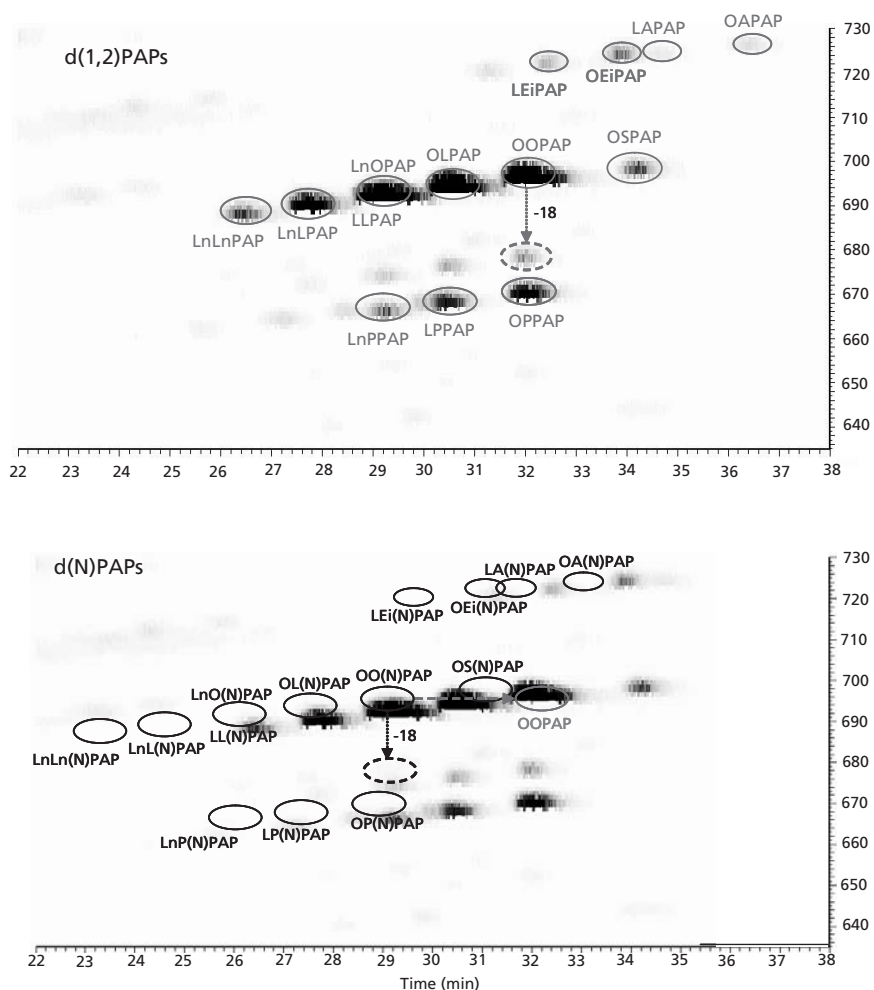 LAPAP
OAPAP
730
d(1,2)PAPs
720
LEiPAP
OEiPAP
710
LnOPAP
OLPAP
OOPAP
OSPAP
700
690
LnLnPAP
LnLPAP
LLPAP
-18
680
670
LnPPAP
LPPAP
OPPAP
660
650
640
22 23 24 25 26 27 28 29 30 31 32 33 34 35 37 38
d(N)PAPs
730
LEi(N)PAP
OEi(N)PAP
LA(N)PAP
OA(N)PAP
720
710
LnO(N)PAP
OL(N)PAP
OO(N)PAP
OS(N)PAP
700
690
LnLn(N)PAP
LnL(N)PAP
LL(N)PAP
-18
OOPAP
680
670
LnP(N)PAP
LP(N)PAP
OP(N)PAP
660
650
640
22 23 24 25 26 27 28 29 30 31 32 33 33 35 36 37 38
Time (min)